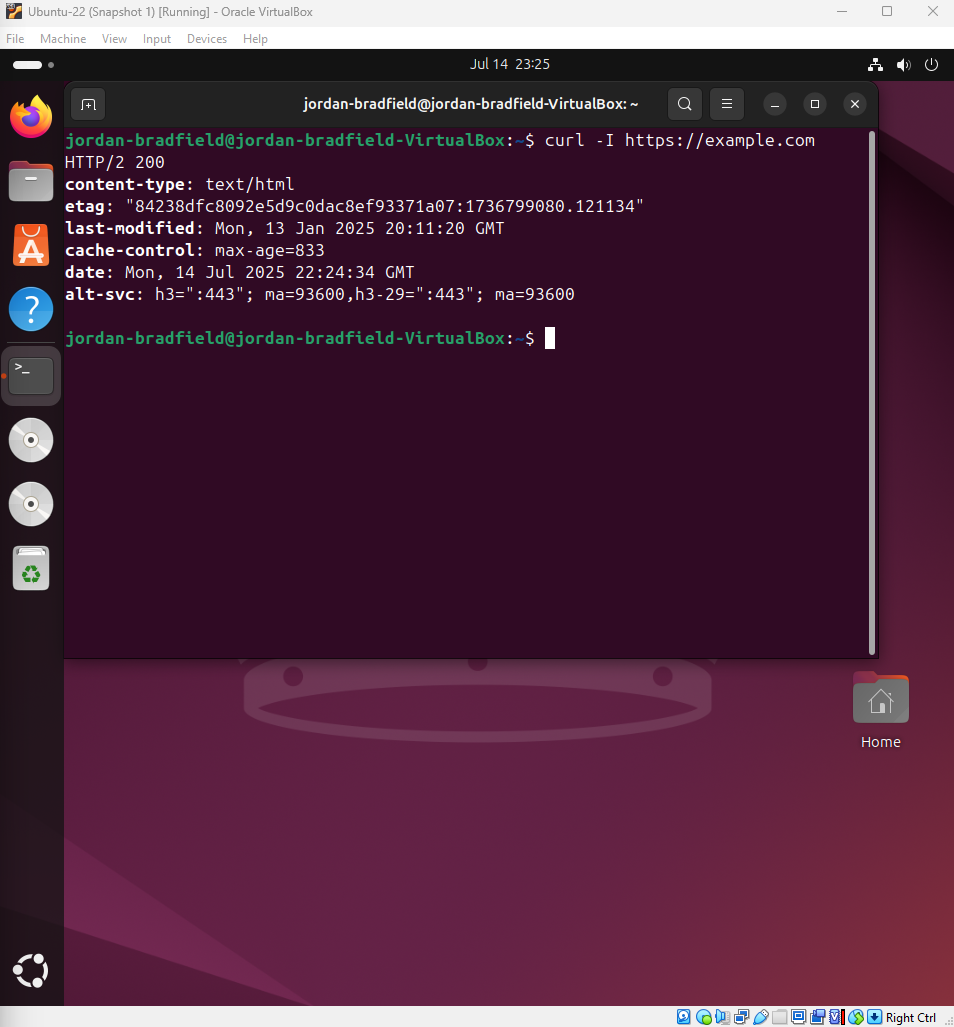 Ubuntu-22 (Snapshot 1) [Running] - Oracle VirtualBox
File Machine View Input Devices Help
Jul 14 23:25
jordan-bradfield@jordan-bradfield-VirtualBox: ~
jordan-bradfield@jordan-bradfield-VirtualBox:~$ curl -I https://example.com
HTTP/2 200
content-type: text/html
etag: "84238dfc8092e5d9c0dac8ef93371a07:1736799080.121134"
last-modified: Mon, 13 Jan 2025 20:11:20 GMT
cache-control: max-age=833
date: Mon, 14 Jul 2025 22:24:34 GMT
alt-svc: h3=":443"; ma=93600,h3-29=":443"; ma=93600
jordan-bradfield@jordan-bradfield-VirtualBox:~$
Home
Right Ctrl